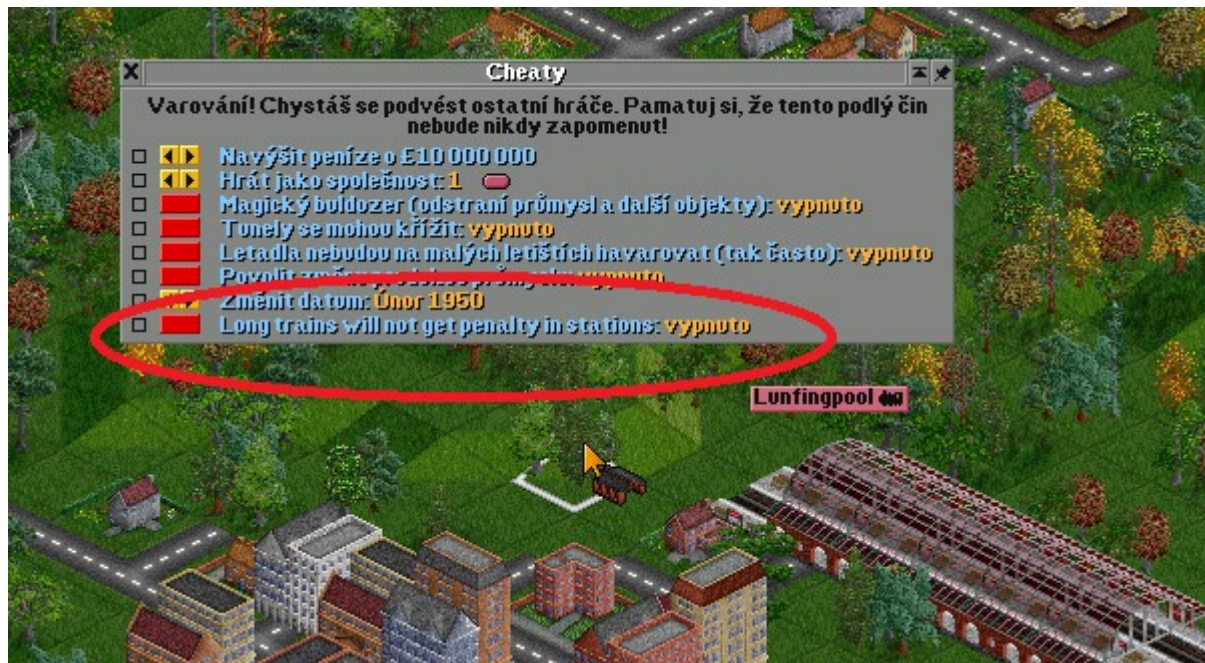 Cheaty
Varování! Chystáš se podvést ostatní hráče. Pamatuj si, že tento podlý čin
nebude nikdy zapomenut!
Navýšit peníze o £10 000 000
Hrát jako společnost: 1
Magický buldozer (odstraní průmysl a další objekty): vypnuto
Tunely se mohou křížit: vypnuto
Letadla nebudou na malých letištích havarovat (tak často): vypnuto
Povolit vypnuto
Změnit datum: Únor 1950
Long trains will not get penalty in stations: vypnuto
Lunfingpool